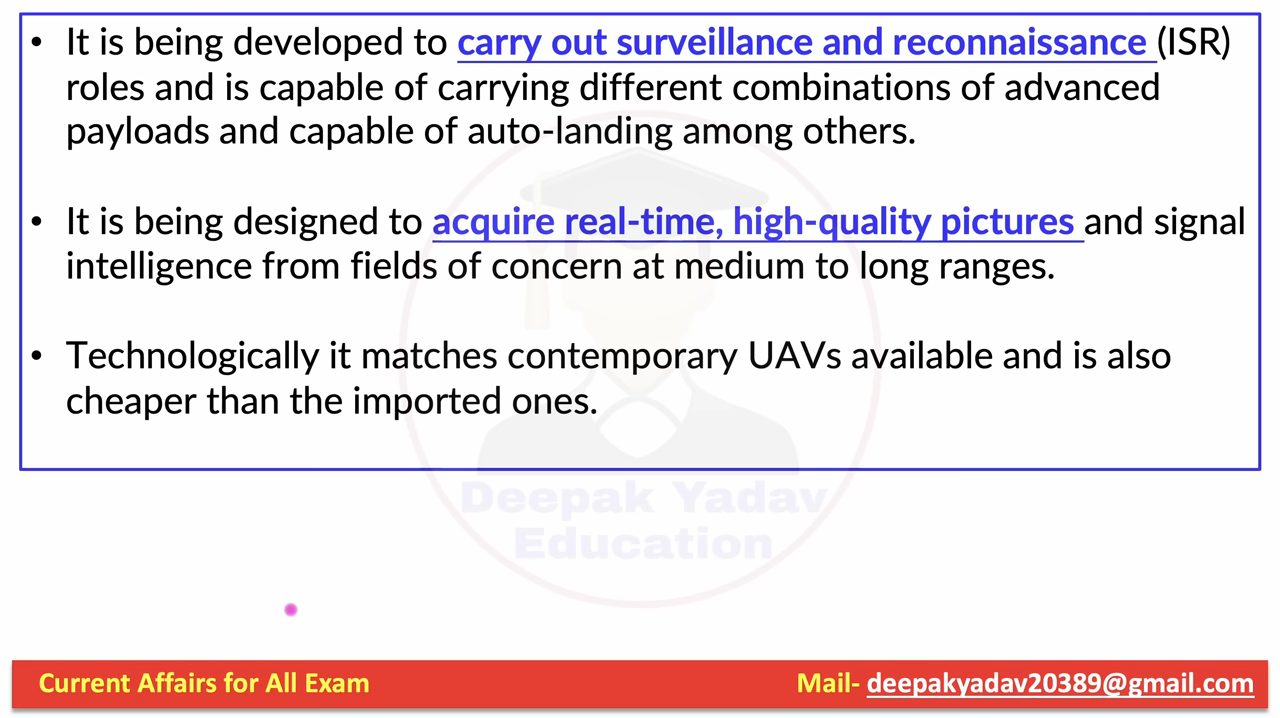 • It is being developed to carry out surveillance and reconnaissance (ISR)
roles and is capable of carrying different combinations of advanced
payloads and capable of auto-landing among others.
• It is being designed to acquire real-time, high-quality pictures and signal
intelligence from fields of concern at medium to long ranges.
• Technologically it matches contemporary UAVs available and is also
cheaper than the imported ones.
Deepak Yadav
Education
Current Affairs for All Exam
Mail- deepakyadav20389@gmail.com